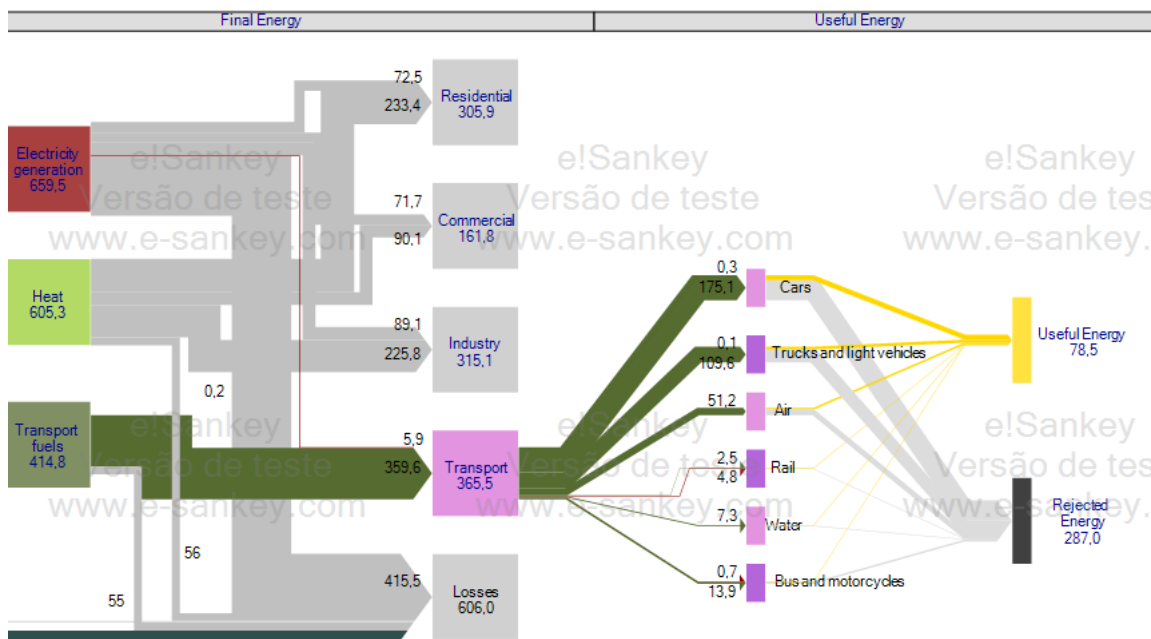 Final Energy
Useful Energy
72,5
233,4
Residential
305,9
Electricity
generation
659,5
e!Sankey
Versão de teste
www.e-sankey.com
e!Sankey
Versão de teste
www.e-sankey.com
e!Sankey
Versão de test
www.e-sankey.c
71,7
90,1
Commercial
161,8
Heat
605,3
89,1
225,8
Industry
315,1
0,3
175,1
Cars
0,1
109,6
Trucks and light vehicles
Useful Energy
78,5
0,2
51,2
Air
Transport
fuels
414,8
e!Sankey
Versão de teste
www.e-sankey.com
5,9
359,6
Transport
365,5
e!Sankey
Versão de teste
www.e-sankey.com
e!Sankey
Versão de test
www.e-sankey.c
2,5
4,8
Rail
7,3
Water
Rejected
Energy
287,0
56
55
415,5
Losses
606,0
0,7
13,9
Bus and motorcycles